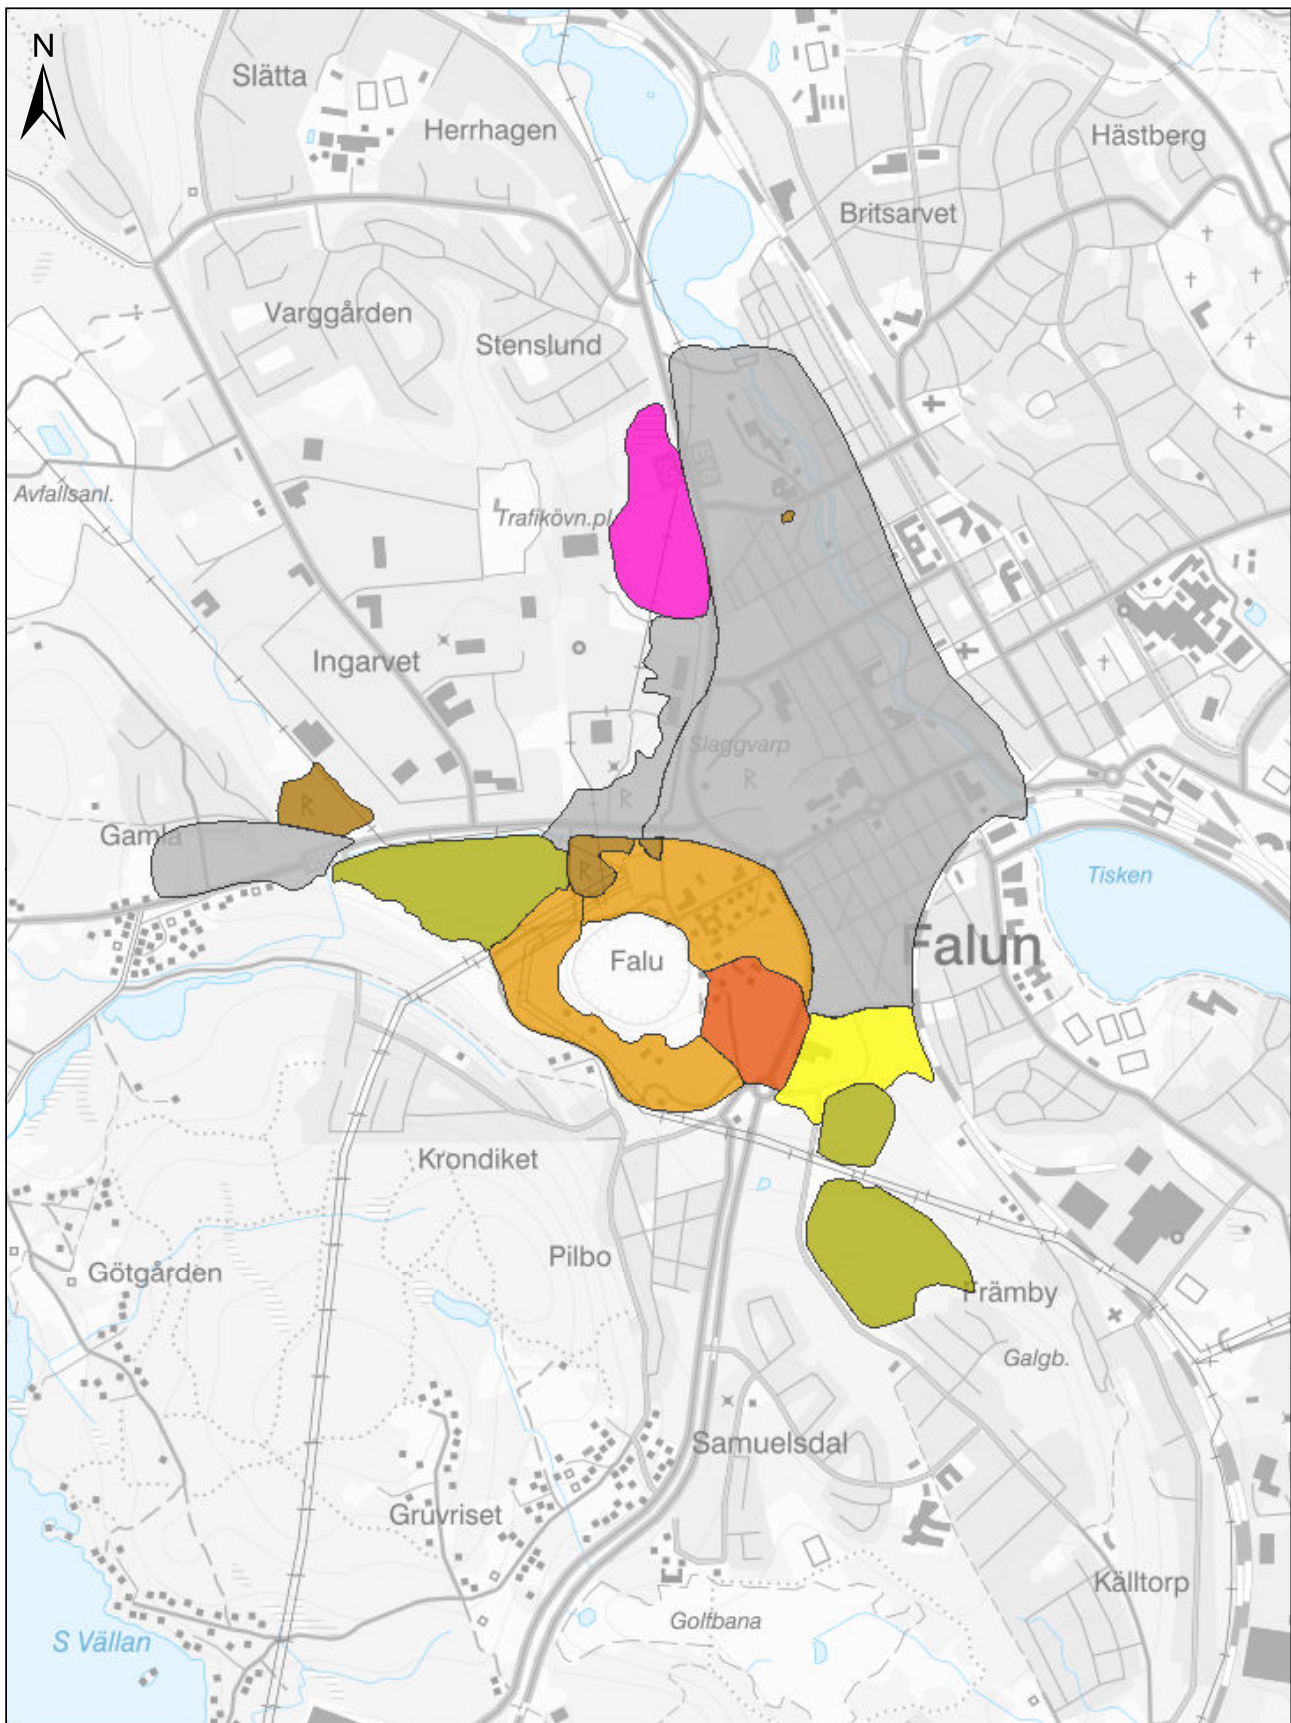 N
Slätta
Herrhagen
Hästberg
Britsarvet
Varggården
Stenslund
Avfallsanl.
Trafikövn.pl
Ingarvet
Slaggvarp
R
R
R
Gamla
R
Tisken
Falun
Falu
Krondiket
Pilbo
Götgården
Främby
Galgb.
Samuelsdal
Gruvriset
Källtorp
Golfbana
S Vällan